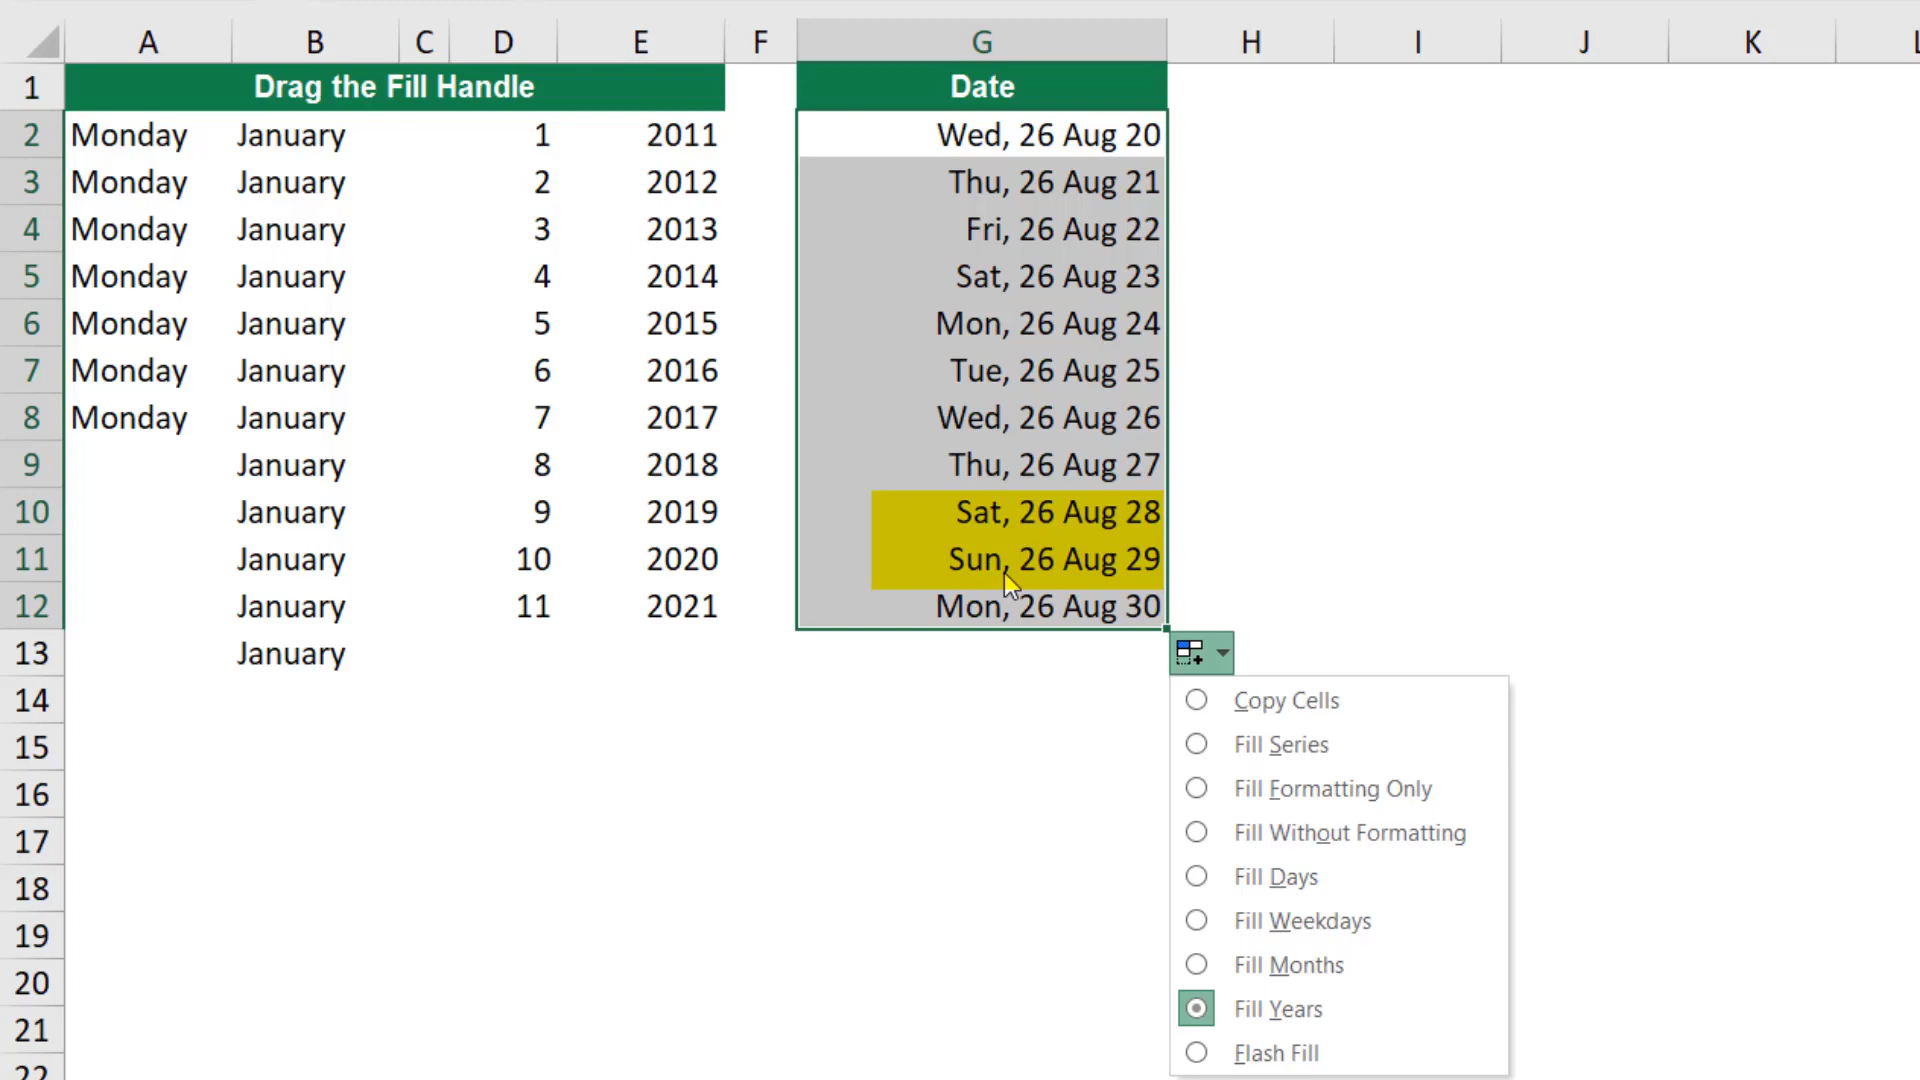 A B C D E F G H I J K L
1 Drag the Fill Handle Date
2 Monday January 1 2011 Wed, 26 Aug 20
3 Monday January 2 2012 Thu, 26 Aug 21
4 Monday January 3 2013 Fri, 26 Aug 22
5 Monday January 4 2014 Sat, 26 Aug 23
6 Monday January 5 2015 Mon, 26 Aug 24
7 Monday January 6 2016 Tue, 26 Aug 25
8 Monday January 7 2017 Wed, 26 Aug 26
9 January 8 2018 Thu, 26 Aug 27
10 January 9 2019 Sat, 26 Aug 28
11 January 10 2020 Sun, 26 Aug 29
12 January 11 2021 Mon, 26 Aug 30
13 January
14 Copy Cells
15 Fill Series
16 Fill Formatting Only
17 Fill Without Formatting
18 Fill Days
19 Fill Weekdays
20 Fill Months
21 Fill Years
22 Flash Fill